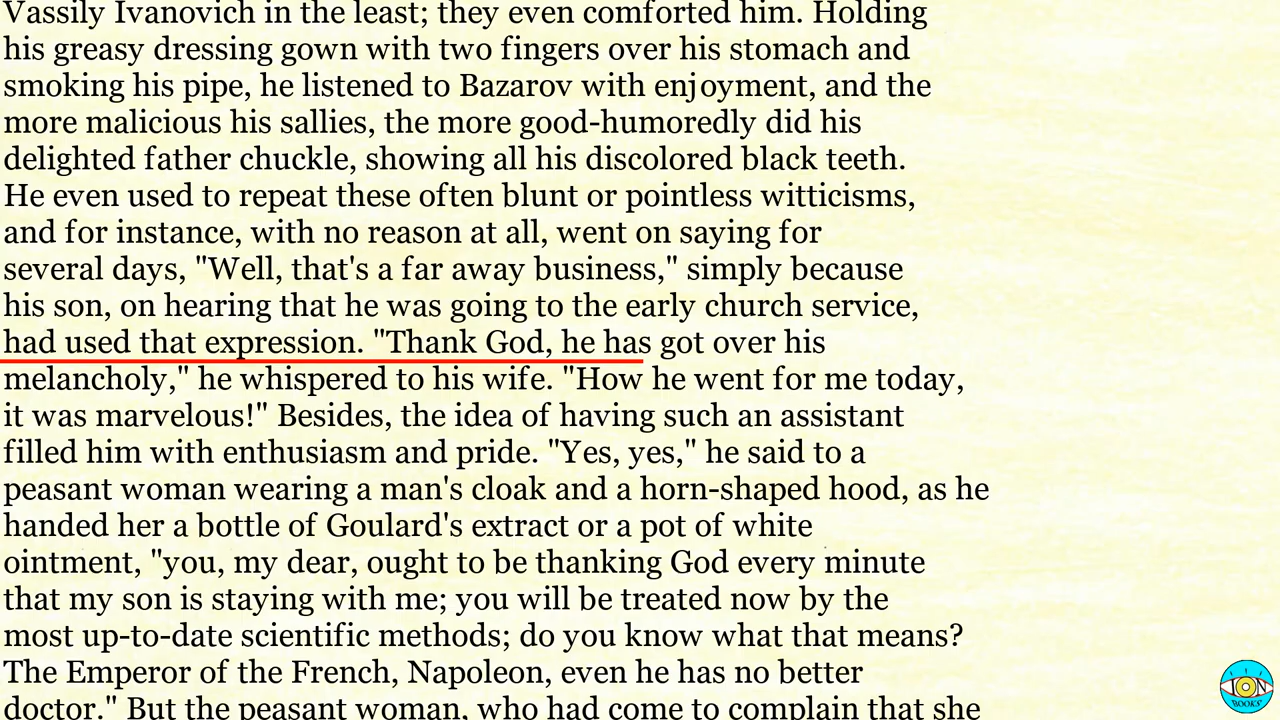 Vassily Ivanovich in the least; they even comforted him. Holding
his greasy dressing gown with two fingers over his stomach and
smoking his pipe, he listened to Bazarov with enjoyment, and the
more malicious his sallies, the more good-humoredly did his
delighted father chuckle, showing all his discolored black teeth.
He even used to repeat these often blunt or pointless witticisms,
and for instance, with no reason at all, went on saying for
several days, "Well, that's a far away business," simply because
his son, on hearing that he was going to the early church service,
had used that expression. "Thank God, he has got over his
melancholy," he whispered to his wife. "How he went for me today,
it was marvelous!" Besides, the idea of having such an assistant
filled him with enthusiasm and pride. "Yes, yes," he said to a
peasant woman wearing a man's cloak and a horn-shaped hood, as he
handed her a bottle of Goulard's extract or a pot of white
ointment, "you, my dear, ought to be thanking God every minute
that my son is staying with me; you will be treated now by the
most up-to-date scientific methods; do you know what that means?
The Emperor of the French, Napoleon, even he has no better
doctor." But the peasant woman, who had come to complain that she
ION
BOOKS